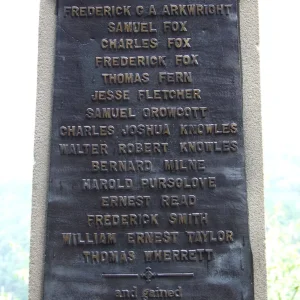 FREDERICK C A ARKWRIGHT
SAMUEL FOX
CHARLES FOX
FREDERICK FOX
THOMAS FERN
JESSE FLETCHER
SAMUEL GROWCOTT
CHARLES JOSHUA KNOWLES
WALTER ROBERT KNOWLES
BERNARD MILNE
HAROLD PURSGLOVE
ERNEST READ
FREDERICK SMITH
WILLIAM ERNEST TAYLOR
THOMAS WHERRETT
and gained